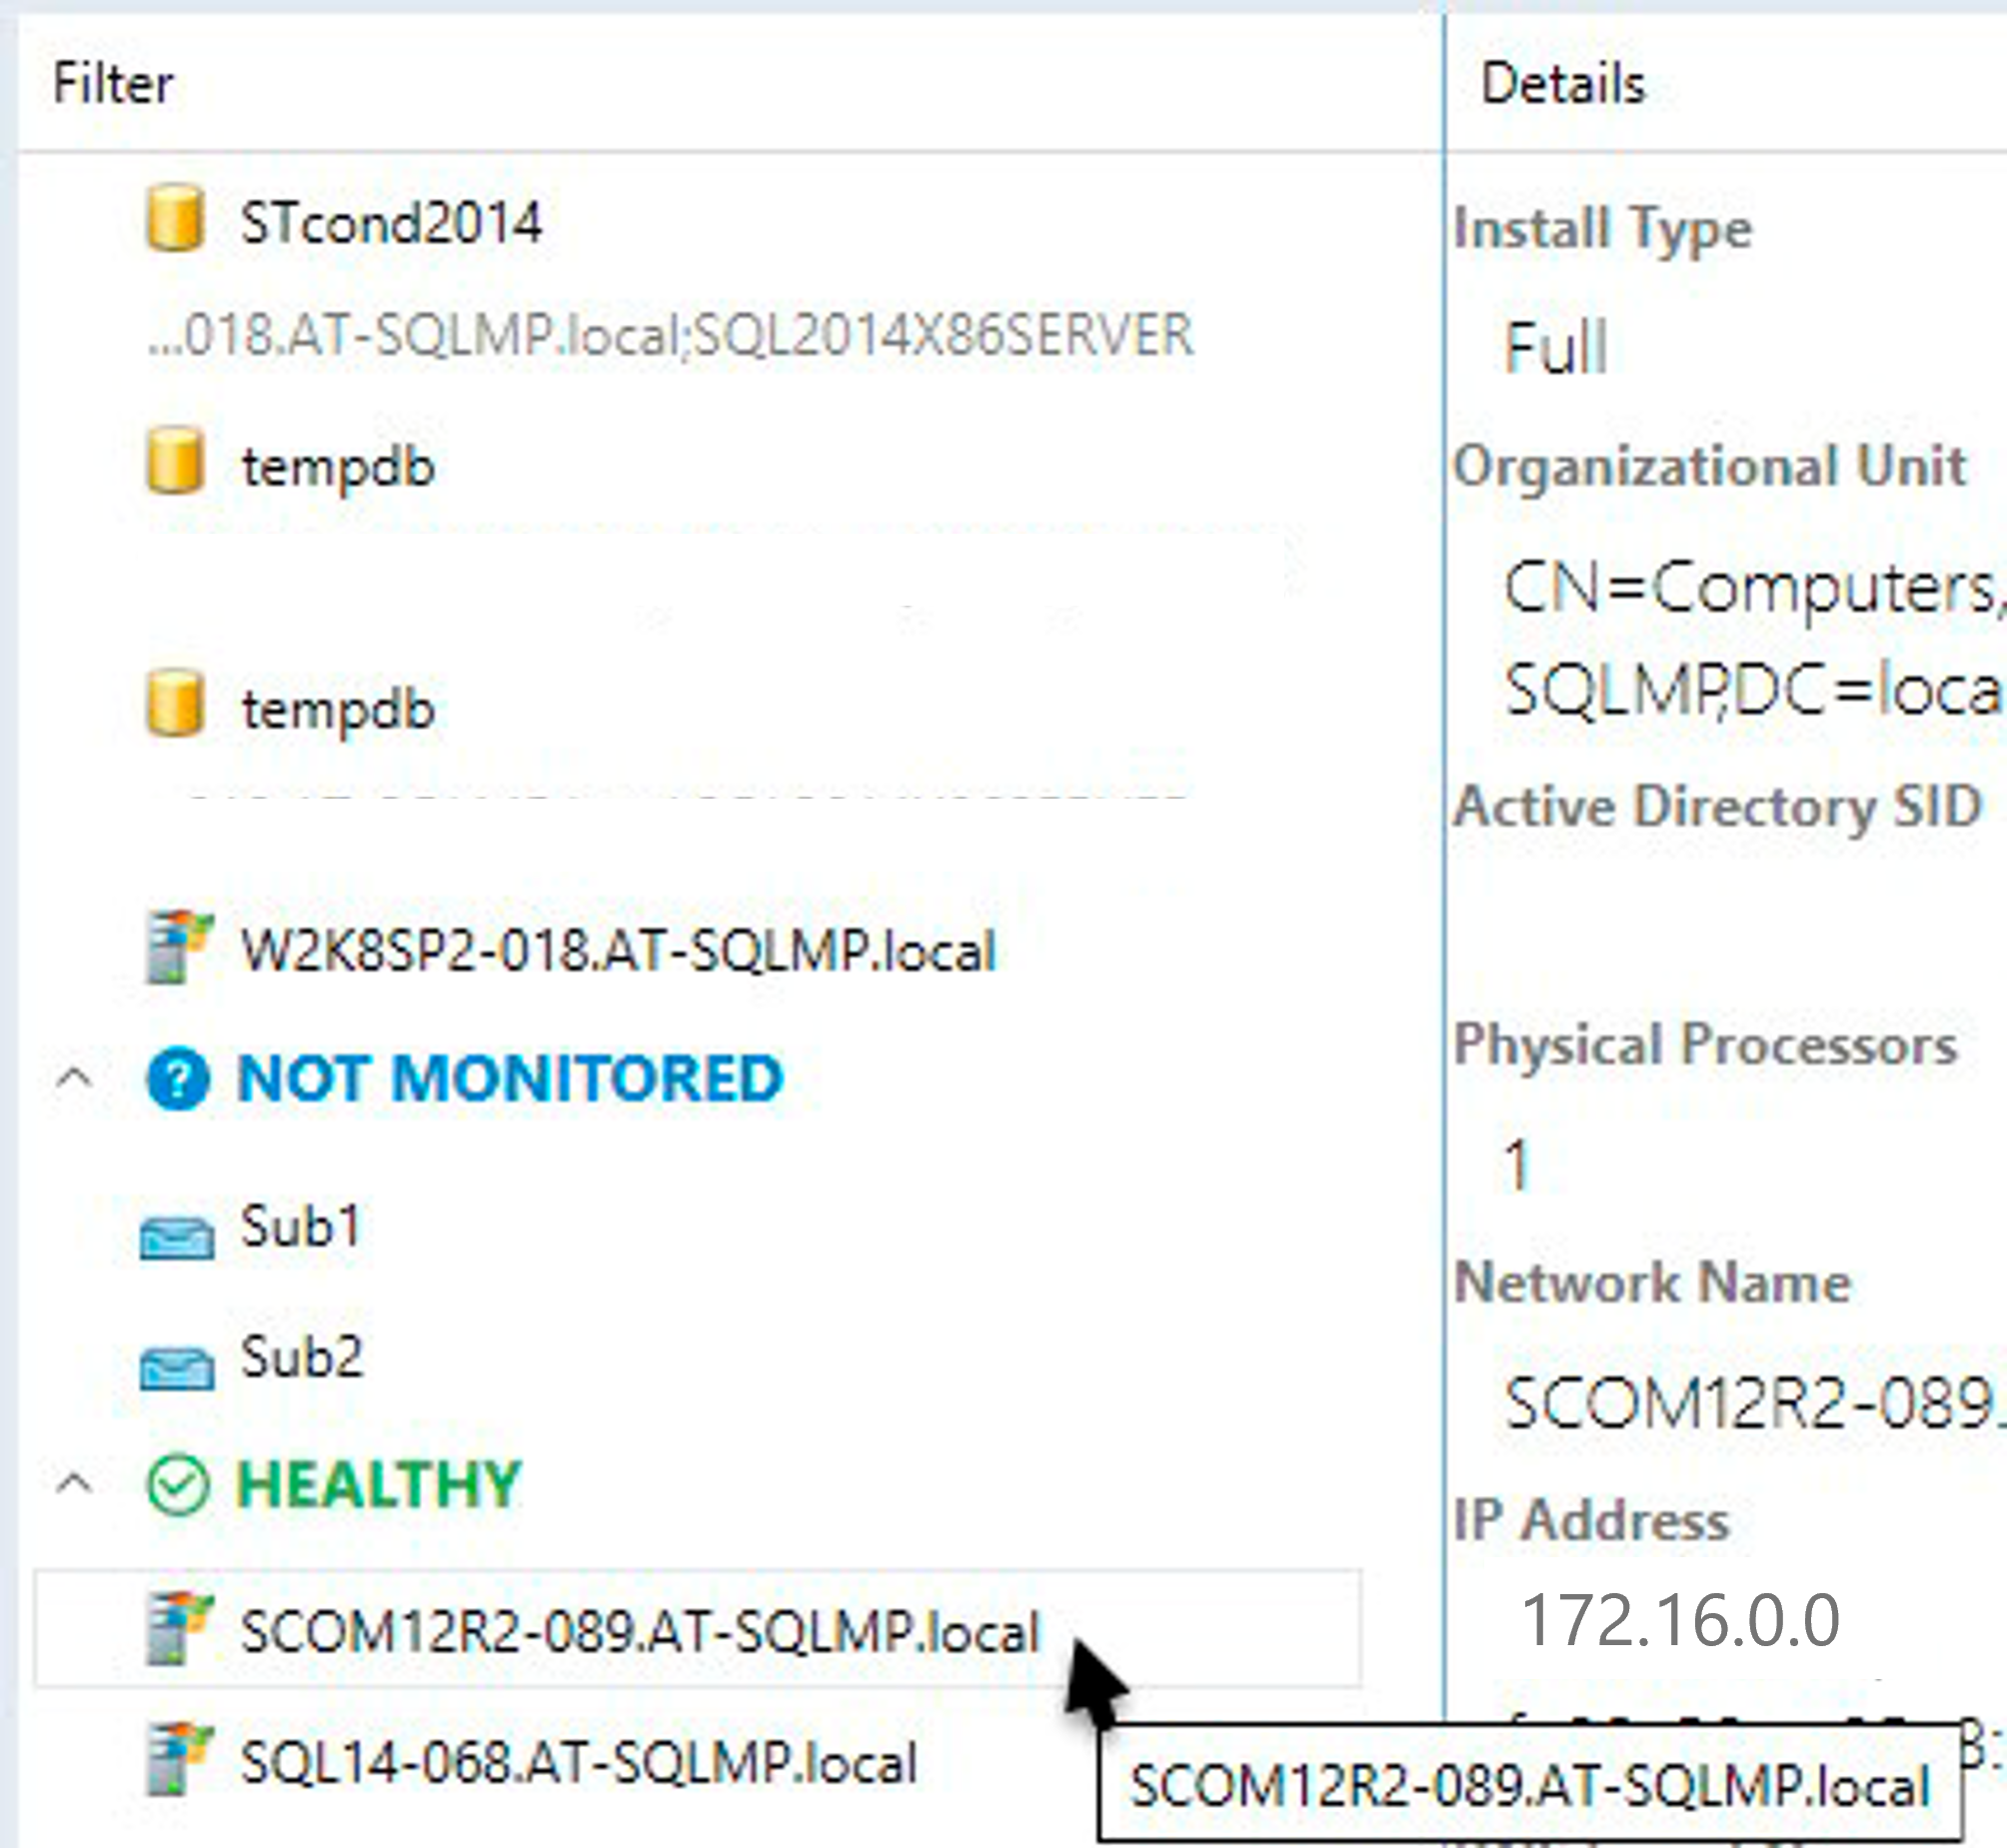 Filter
STcond2014
...018.AT-SQLMP.local;SQL2014X86SERVER
tempdb
tempdb
W2K8SP2-018.AT-SQLMP.local
NOT MONITORED
Sub1
Sub2
HEALTHY
SCOM12R2-089.AT-SQLMP.local
SQL14-068.AT-SQLMP.local
SCOM12R2-089.AT-SQLMP.local
Details
Install Type
Full
Organizational Unit
CN=Computers,
SQLMP,DC=loca
Active Directory SID
Physical Processors
1
Network Name
SCOM12R2-089.
IP Address
172.16.0.0